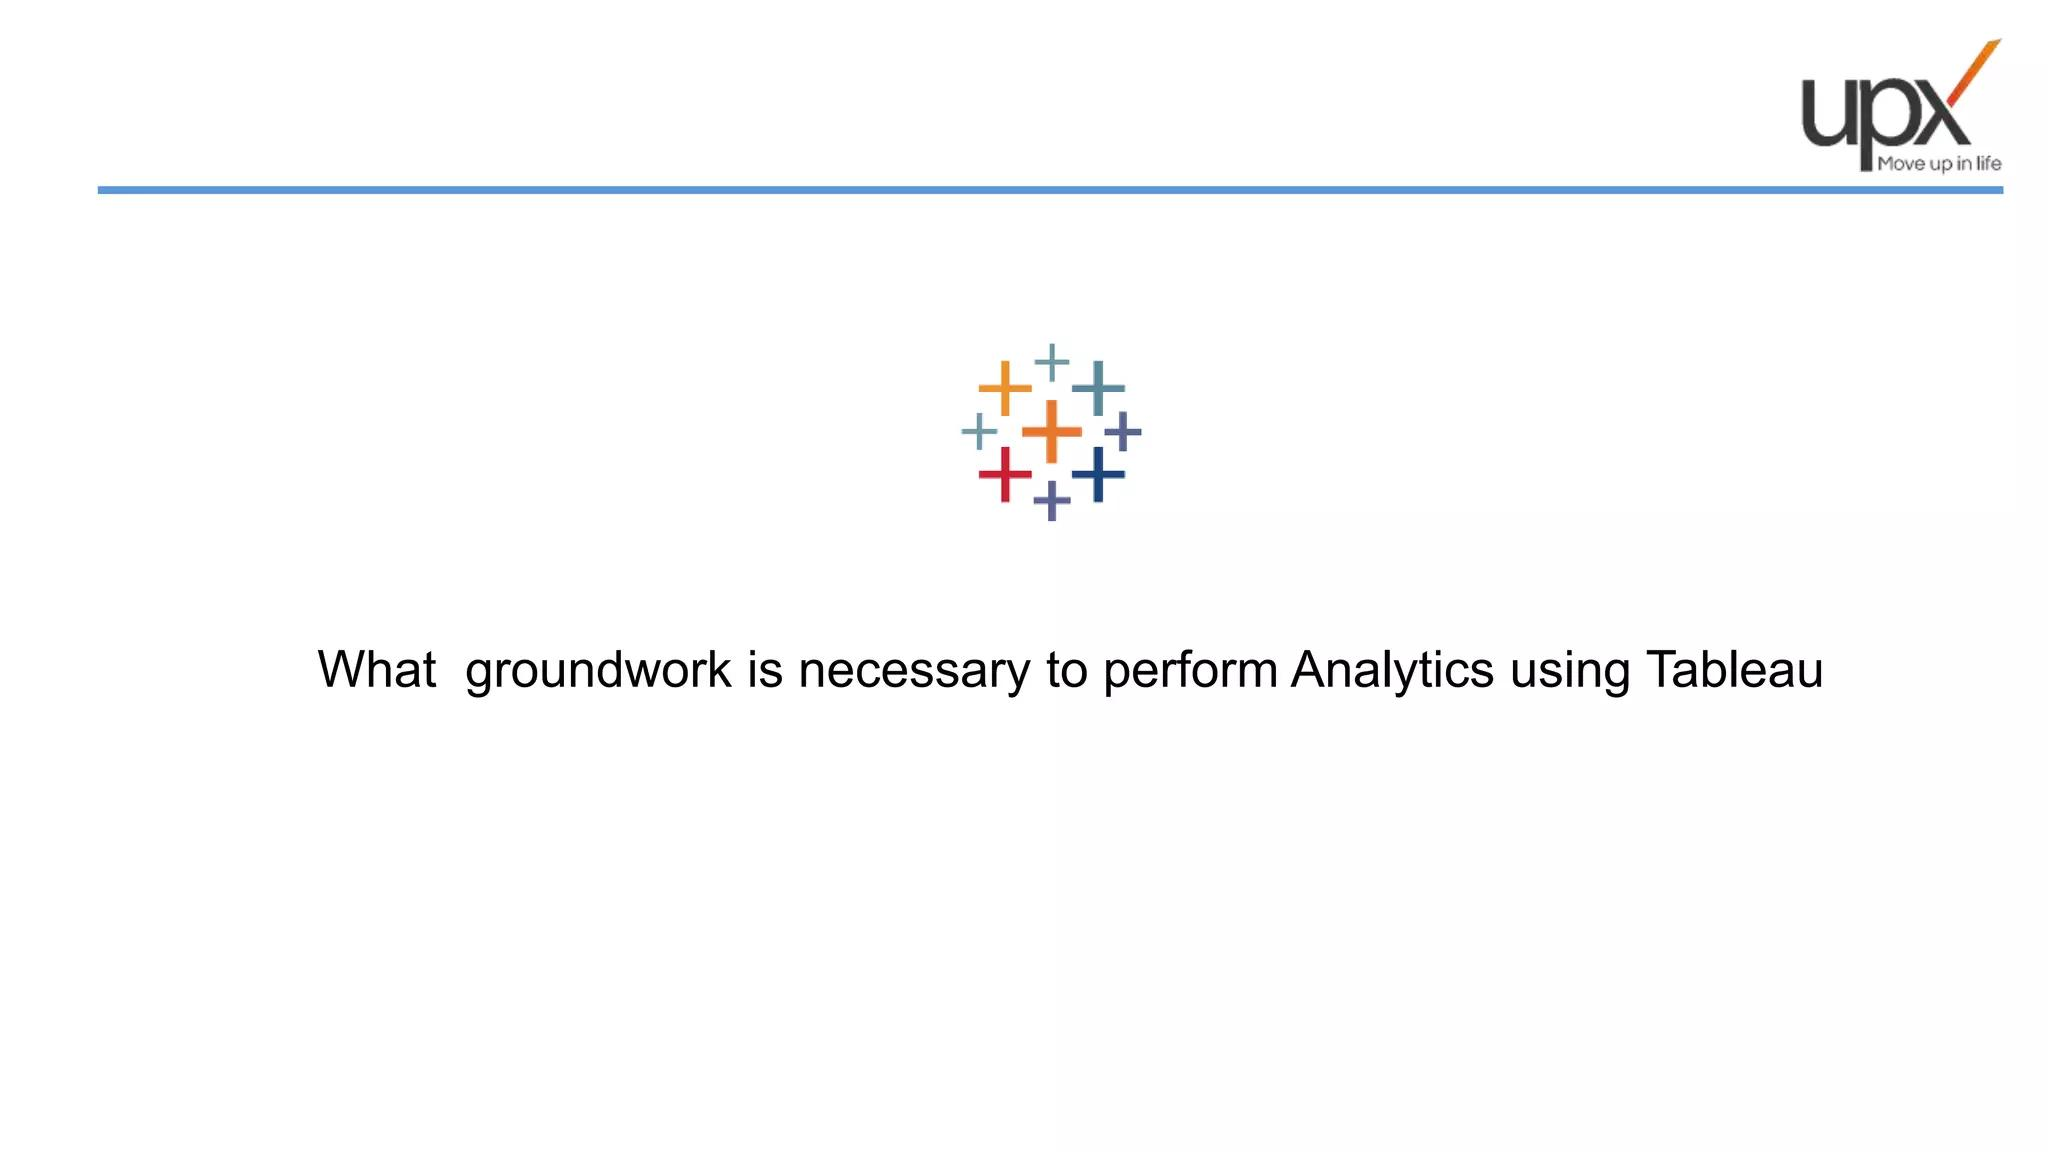 upx
Move up in life
What  groundwork is necessary to perform Analytics using Tableau